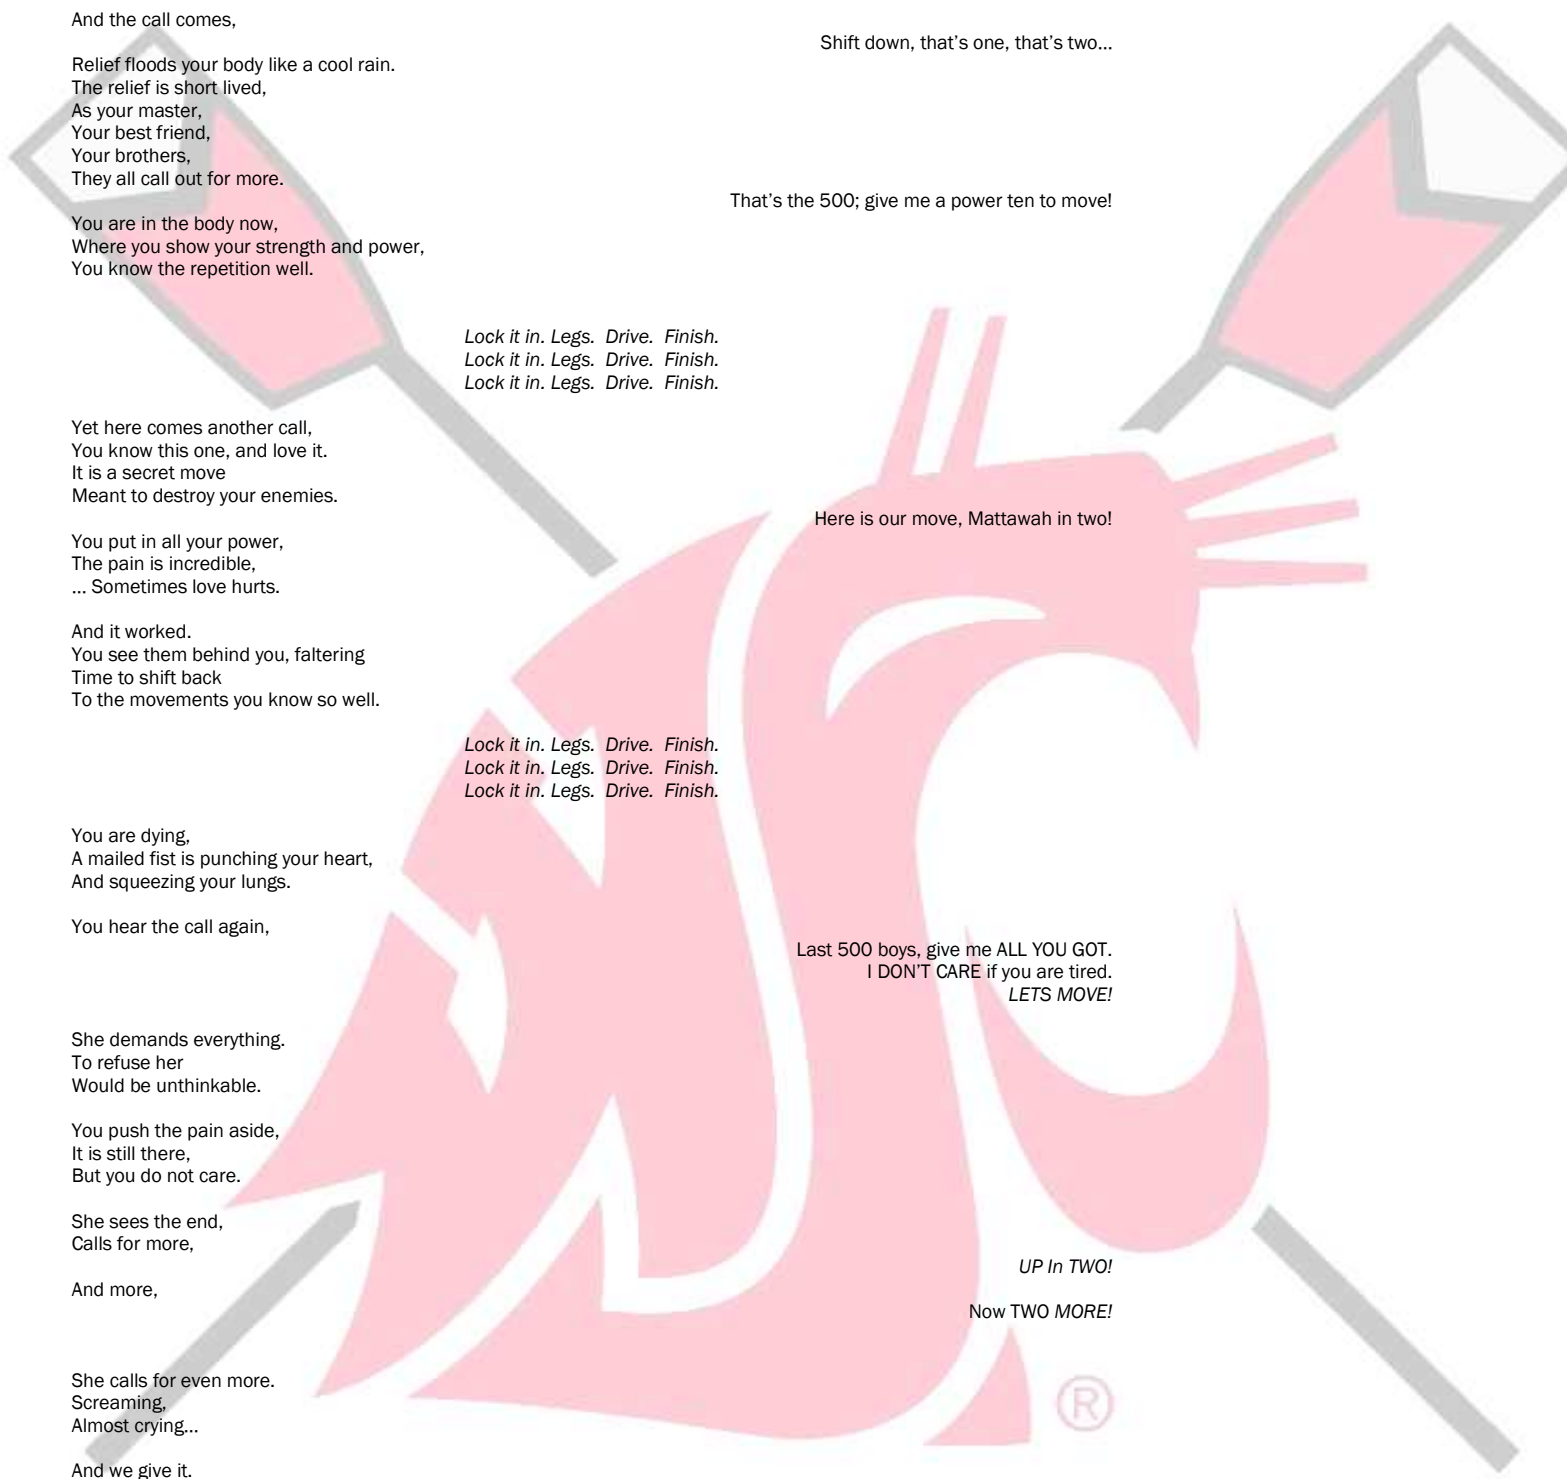 And the call comes,
Shift down, that’s one, that’s two…
Relief floods your body like a cool rain.
The relief is short lived,
As your master,
Your best friend,
Your brothers,
They all call out for more.
That’s the 500; give me a power ten to move!
You are in the body now,
Where you show your strength and power,
You know the repetition well.
Lock it in. Legs.  Drive.  Finish.
Lock it in. Legs.  Drive.  Finish.
Lock it in. Legs.  Drive.  Finish.
Yet here comes another call,
You know this one, and love it.
It is a secret move
Meant to destroy your enemies.
Here is our move, Mattawah in two!
You put in all your power,
The pain is incredible,
… Sometimes love hurts.
And it worked.
You see them behind you, faltering
Time to shift back
To the movements you know so well.
Lock it in. Legs.  Drive.  Finish.
Lock it in. Legs.  Drive.  Finish.
Lock it in. Legs.  Drive.  Finish.
You are dying,
A mailed fist is punching your heart,
And squeezing your lungs.
You hear the call again,
Last 500 boys, give me ALL YOU GOT.
I DON’T CARE if you are tired.
LETS MOVE!
She demands everything.
To refuse her
Would be unthinkable.
You push the pain aside,
It is still there,
But you do not care.
She sees the end,
Calls for more,
UP In TWO!
And more,
Now TWO MORE!
She calls for even more.
Screaming,
Almost crying…
And we give it.
WSC
®